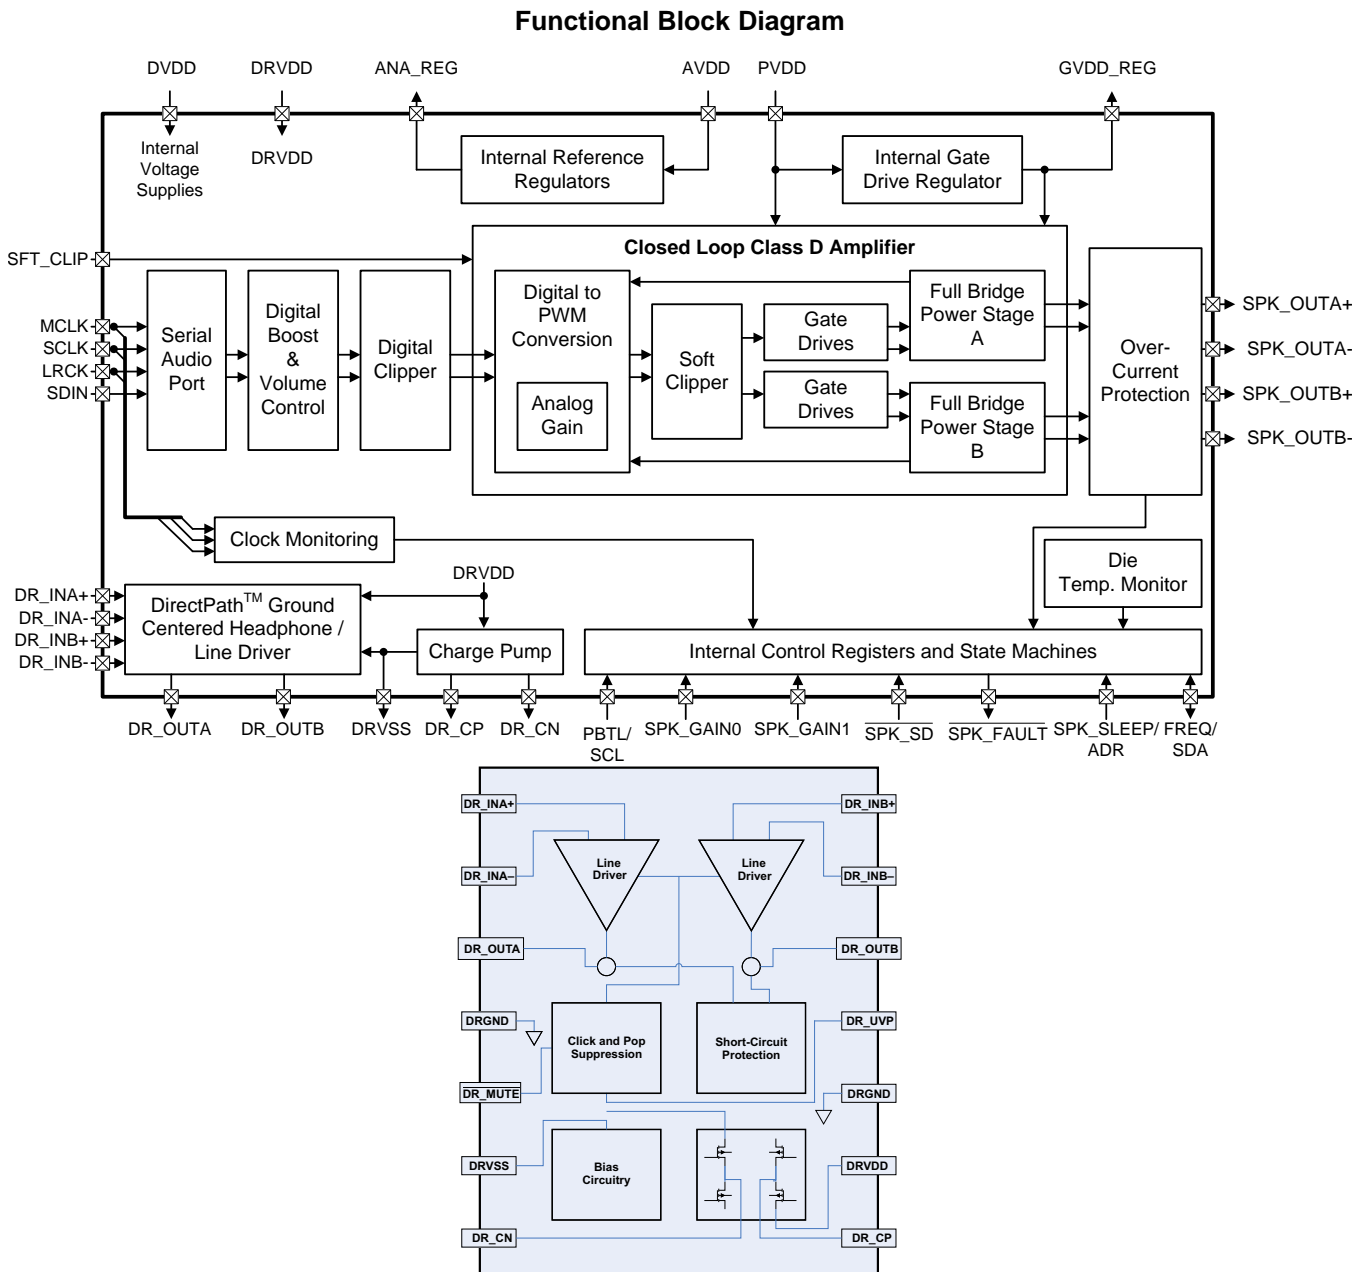 Functional Block Diagram
DVDD
DRVDD
ANA_REG
AVDD
PVDD
GVDD_REG
Internal
Voltage
Supplies
DRVDD
Internal Reference
Regulators
Internal Gate
Drive Regulator
SFT_CLIP
Closed Loop Class D Amplifier
MCLK
SCLK
LRCK
SDIN
Serial
Audio
Port
Digital
Boost
&
Volume
Control
Digital
Clipper
Digital to
PWM
Conversion
Analog
Gain
Soft
Clipper
Gate
Drives
Gate
Drives
Full Bridge
Power Stage
A
Full Bridge
Power Stage
B
Over-
Current
Protection
SPK_OUTA+
SPK_OUTA-
SPK_OUTB+
SPK_OUTB-
Clock Monitoring
Die
Temp. Monitor
DRVDD
DR_INA+
DR_INA-
DR_INB+
DR_INB-
DirectPath™ Ground
Centered Headphone /
Line Driver
Charge Pump
Internal Control Registers and State Machines
DR_OUTA
DR_OUTB
DRVSS
DR_CP
DR_CN
PBTL/
SCL
SPK_GAIN0
SPK_GAIN1
SPK_SD
SPK_FAULT
SPK_SLEEP/
ADR
FREQ/
SDA
DR_INA+
DR_INB+
Line
Driver
Line
Driver
DR_INA–
DR_INB–
DR_OUTA
DR_OUTB
DRGND
DR_UVP
Click and Pop
Suppression
Short-Circuit
Protection
DR_MUTE
DRGND
DRVSS
DRVDD
Bias
Circuitry
DR_CN
DR_CP